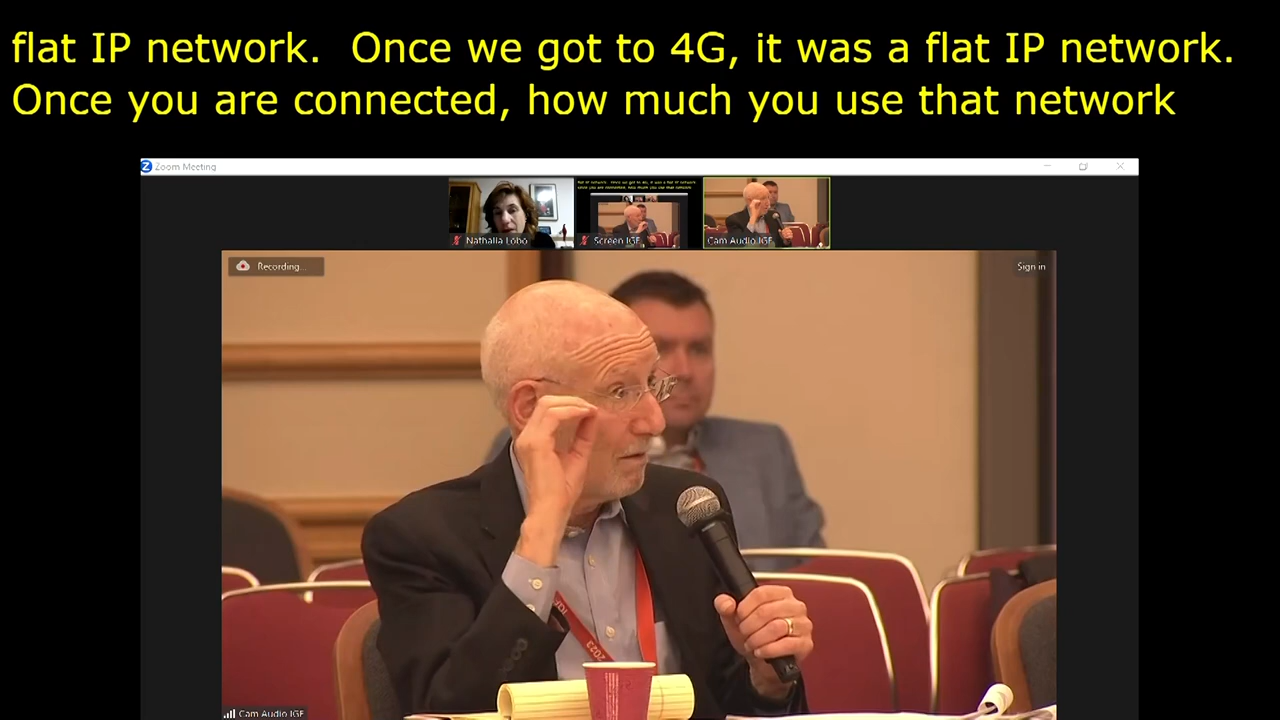 flat IP network.  Once we got to 4G, it was a flat IP network.
Once you are connected, how much you use that network
Zoom Meeting
Nathalia Lobo
Screen IGF
Cam Audio IGF
Recording...
Sign in
2023
Cam Audio IGF